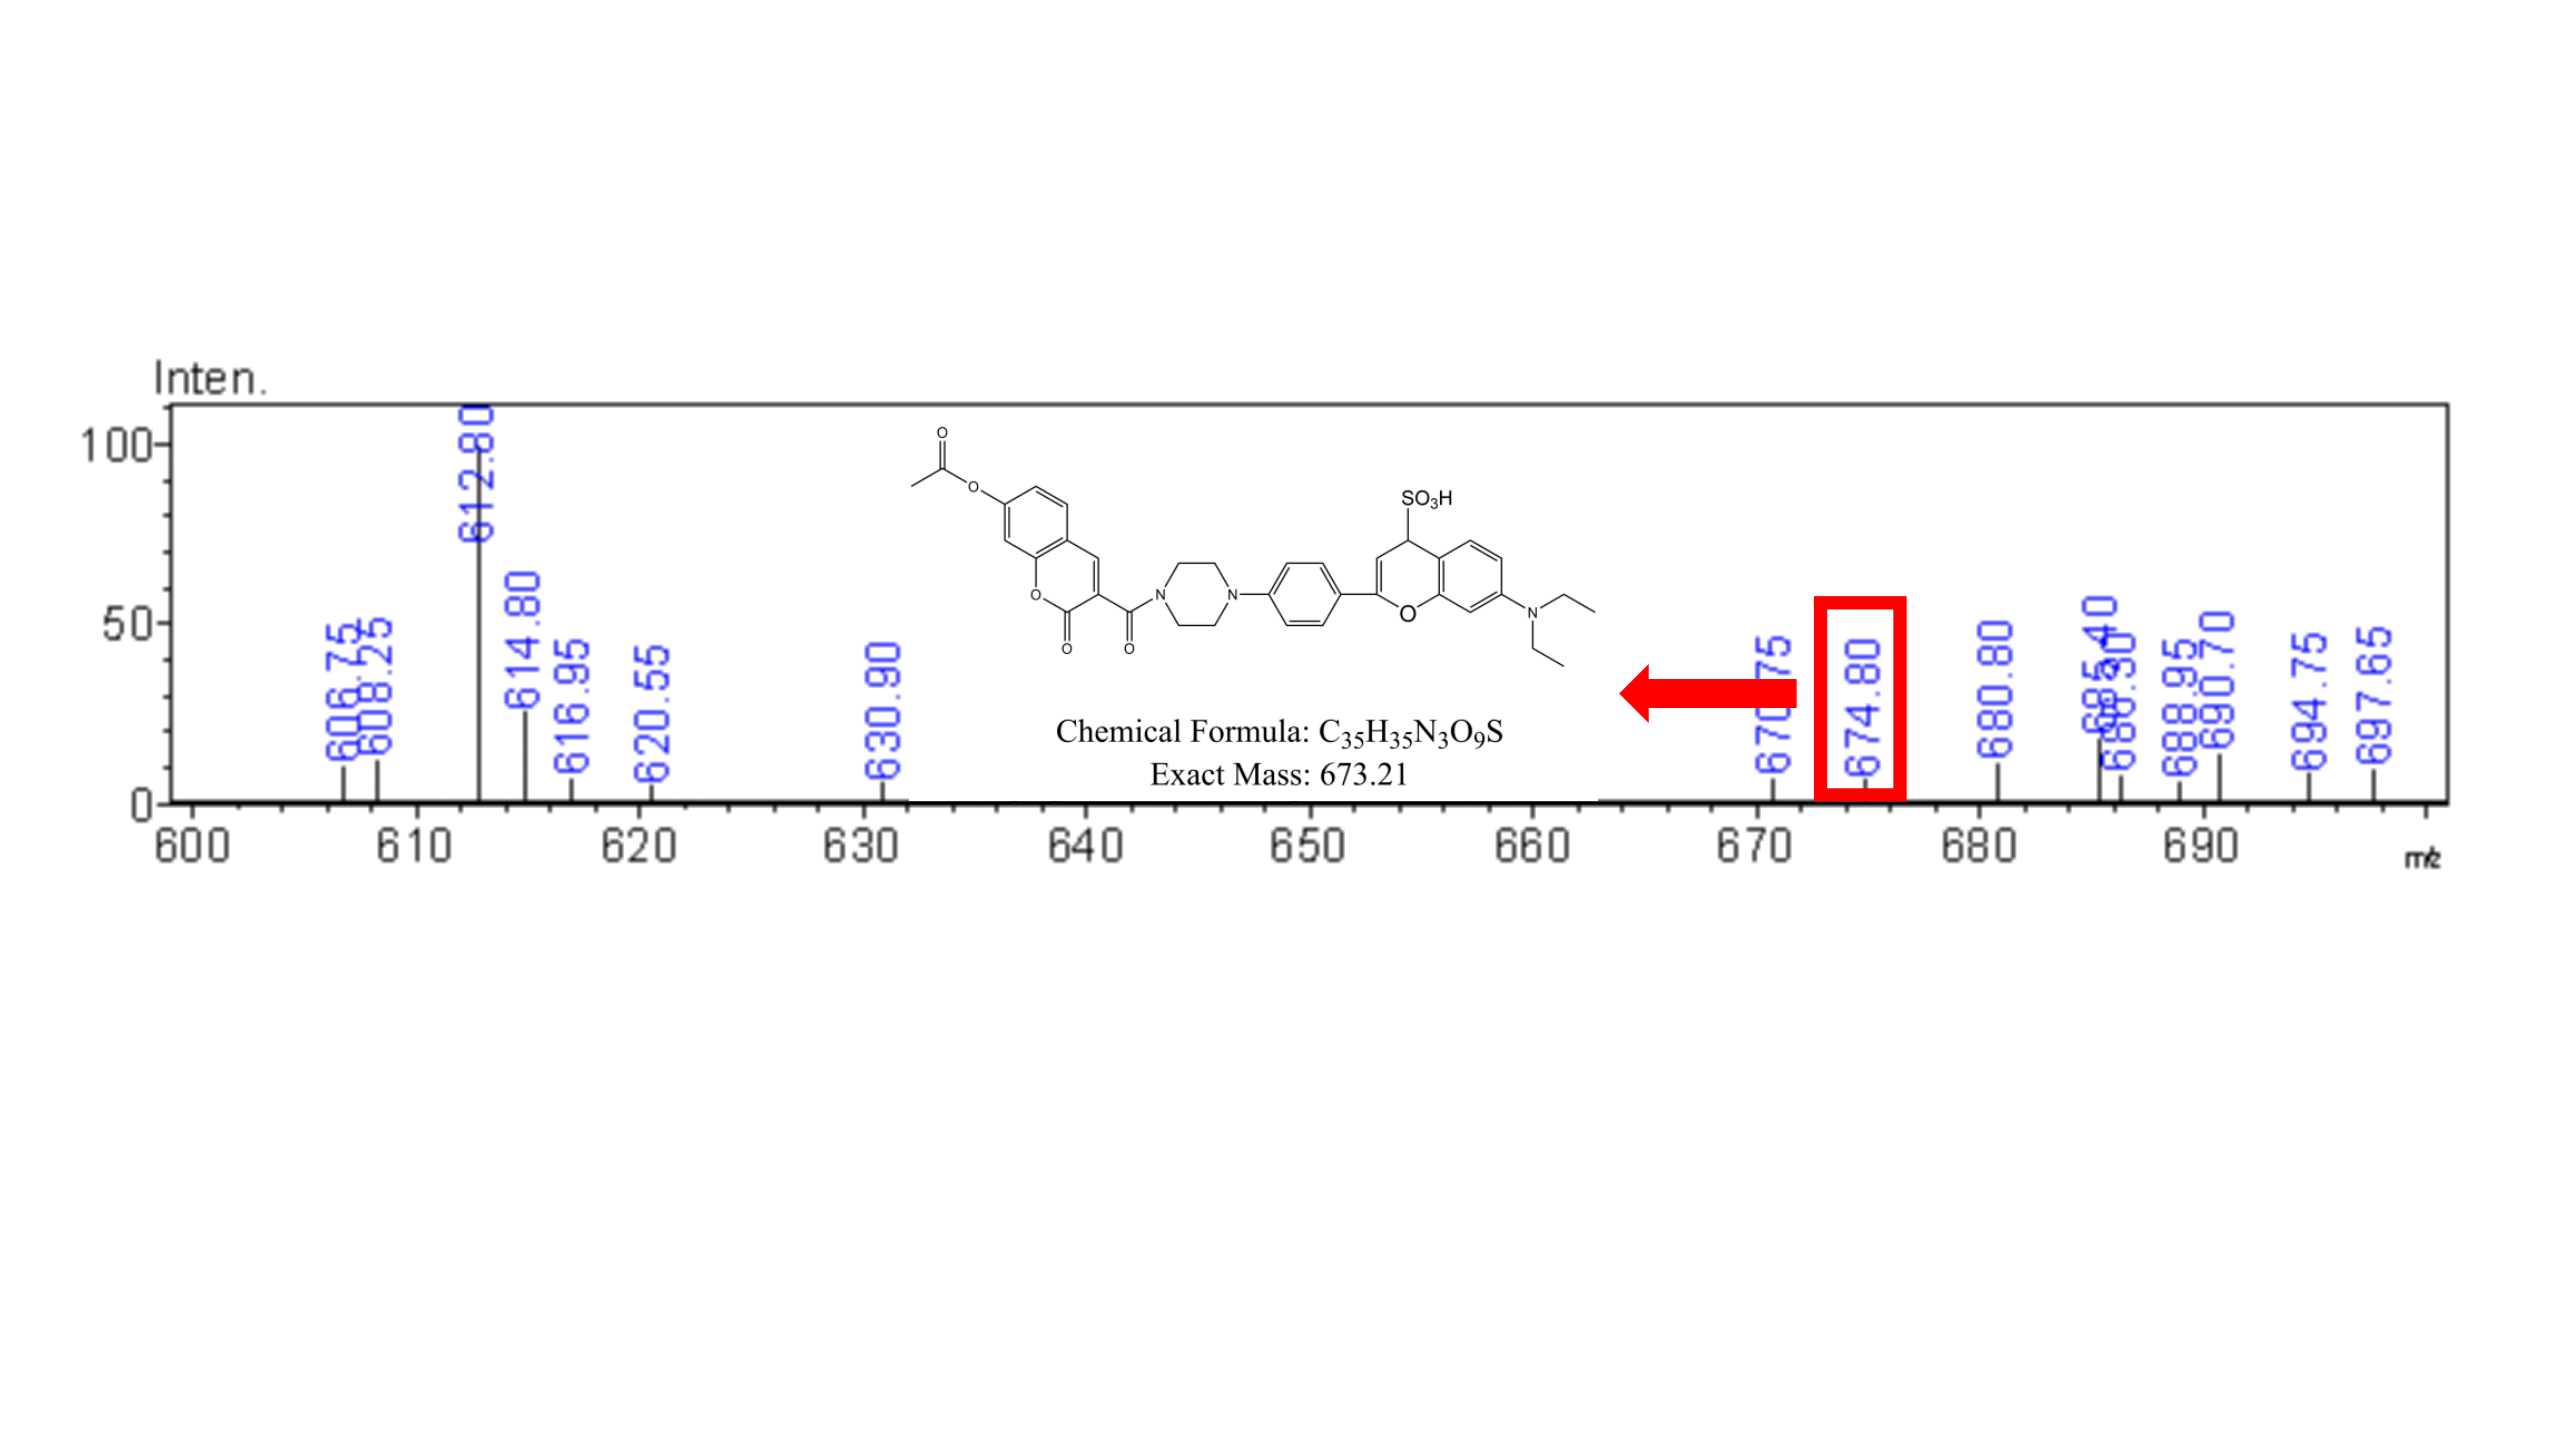 Inten.
100
50
0
606.75
608.25
612.80
614.80
616.95
620.55
630.90
O
O
O
O
O
N
N
SO₃H
O
N
Chemical Formula: C₃₅H₃₅N₃O₉S
Exact Mass: 673.21
674.80
680.80
685.40
688.95
690.70
694.75
697.65
600 610 620 630 640 650 660 670 680 690 m/z